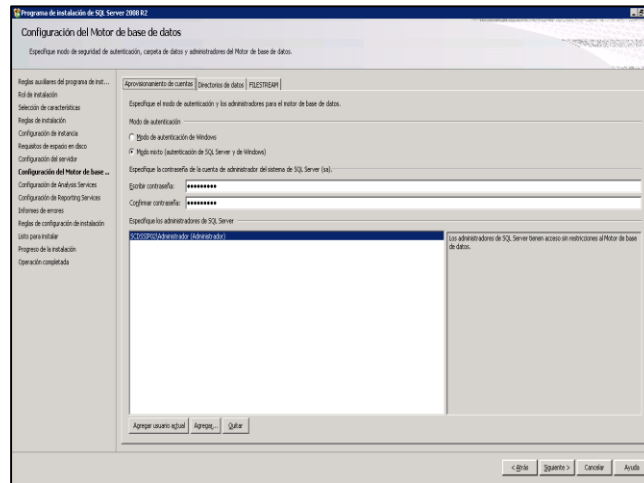 Programa de instalación de SQL Server 2008 R2
Configuración del Motor de base de datos
Especifique modo de seguridad de autenticación, carpeta de datos y administradores del Motor de base de datos.
Reglas auxiliares del programa de inst...
Rol de instalación
Selección de características
Reglas de instalación
Configuración de instancia
Requisitos de espacio en disco
Configuración del servidor
Configuración del Motor de base ...
Configuración de Analysis Services
Configuración de Reporting Services
Informes de errores
Reglas de configuración de instalación
Listo para instalar
Progreso de la instalación
Operación completada
Aprovisionamiento de cuentas Directorios de datos FILESTREAM
Especifique el modo de autenticación y los administradores para el motor de base de datos.
Modo de autenticación
Modo de autenticación de Windows
Modo mixto (autenticación de SQL Server y de Windows)
Especifique la contraseña de la cuenta de administrador del sistema de SQL Server (sa).
Escribir contraseña: •••••••••
Confirmar contraseña: •••••••••
Especifique los administradores de SQL Server
(Administrador)
Los administradores de SQL Server tienen acceso sin restricciones al Motor de base
de datos.
Agregar usuario actual Agregar... Quitar
< Atrás Siguiente > Cancelar Ayuda